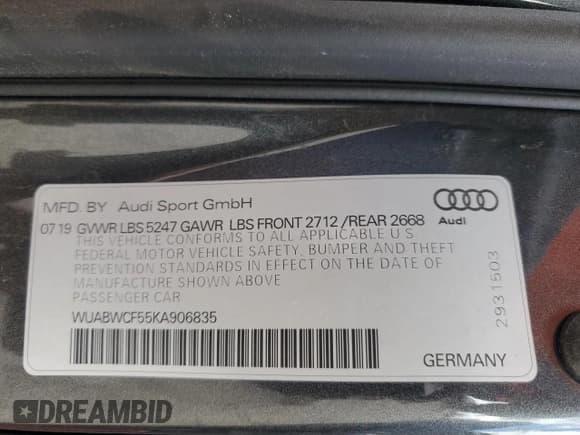 MFD. BY Audi Sport GmbH
07 19 GVWR LBS 5247 GAWR LBS FRONT 2712 /REAR 2668
Audi
THIS VEHICLE CONFORMS TO ALL APPLICABLE U S
FEDERAL MOTOR VEHICLE SAFETY, BUMPER AND THEFT
PREVENTION STANDARDS IN EFFECT ON THE DATE OF
MANUFACTURE SHOWN ABOVE
PASSENGER CAR
WUABWCF55KA906835
GERMANY
2931503
DREAMBID